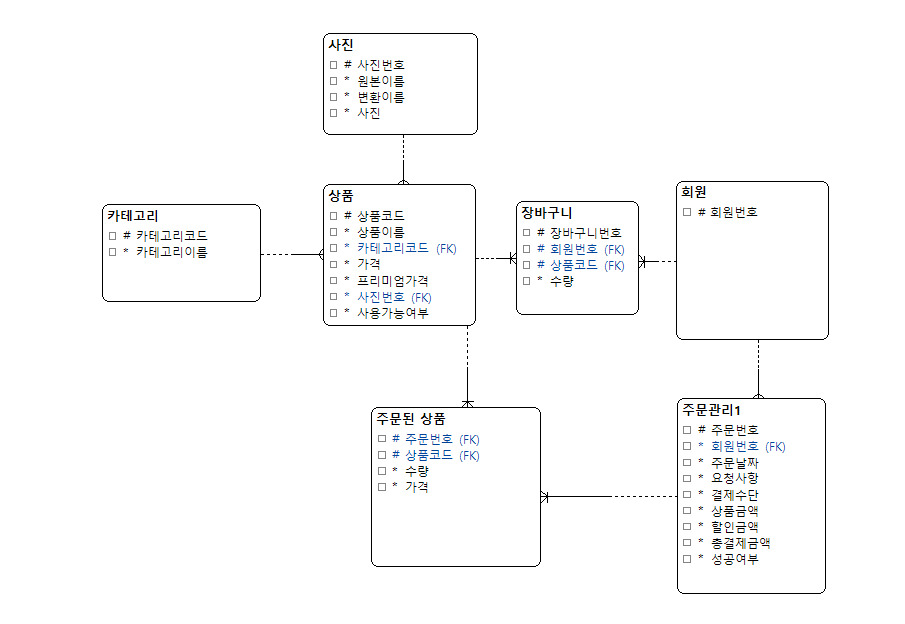 사진
# 사진번호
* 원본이름
* 변환이름
* 사진
카테고리
# 카테고리코드
* 카테고리이름
상품
# 상품코드
* 상품이름
* 카테고리코드 (FK)
* 가격
* 프리미엄가격
* 사진번호 (FK)
* 사용가능여부
장바구니
# 장바구니번호
# 회원번호 (FK)
# 상품코드 (FK)
* 수량
회원
# 회원번호
주문된 상품
# 주문번호 (FK)
# 상품코드 (FK)
* 수량
* 가격
주문관리1
# 주문번호
* 회원번호 (FK)
* 주문날짜
* 요청사항
* 결제수단
* 상품금액
* 할인금액
* 총결제금액
* 성공여부